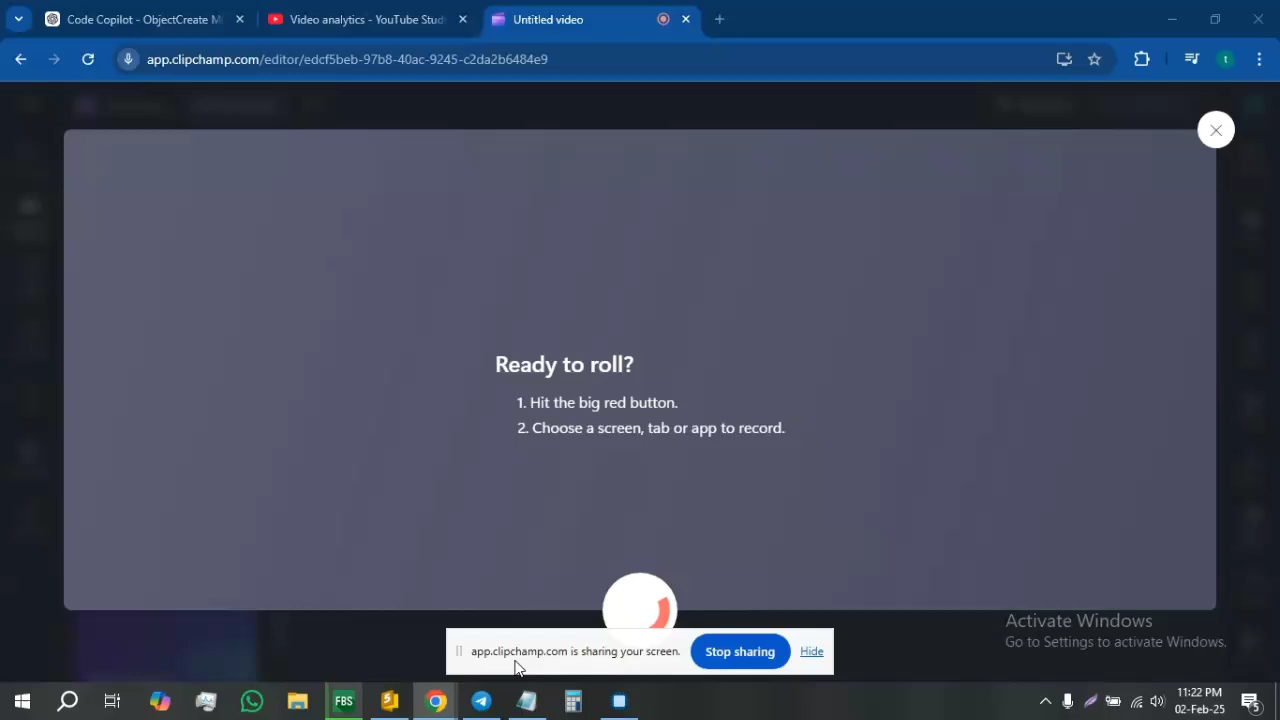 Code Copilot - ObjectCreate M
Video analytics - YouTube Stud
Untitled video
app.clipchamp.com/editor/edcf5beb-97b8-40ac-9245-c2da2b6484e9
t
Ready to roll?
1. Hit the big red button.
2. Choose a screen, tab or app to record.
Activate Windows
Go to Settings to activate Windows.
app.clipchamp.com is sharing your screen.
Stop sharing
Hide
FBS
5
11:22 PM
02-Feb-25
5